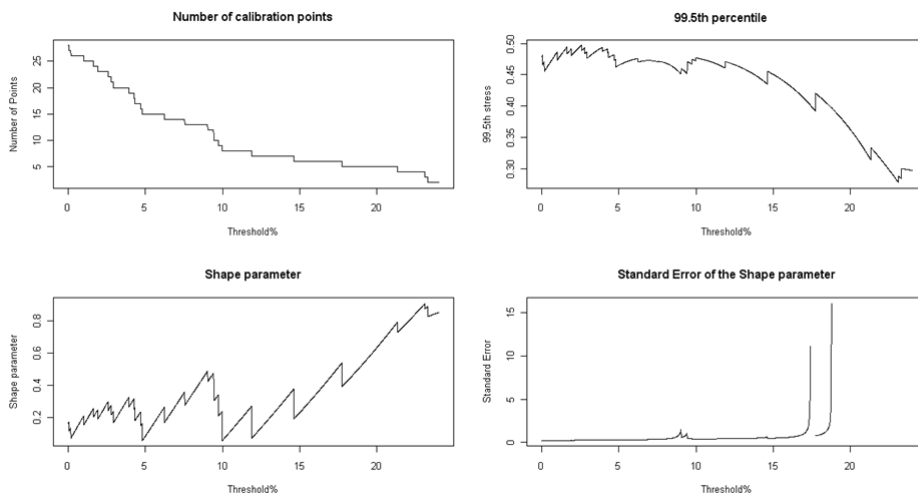 Number of calibration points
Number of Points
25
20
15
10
5
0 5 10 15 20
Threshold%
99.5th percentile
99.5th stress
0.50
0.45
0.40
0.35
0.30
0 5 10 15 20
Threshold%
Shape parameter
Shape parameter
0.8
0.6
0.4
0.2
0 5 10 15 20
Threshold%
Standard Error of the Shape parameter
Standard Error
15
10
5
0
0 5 10 15 20
Threshold%